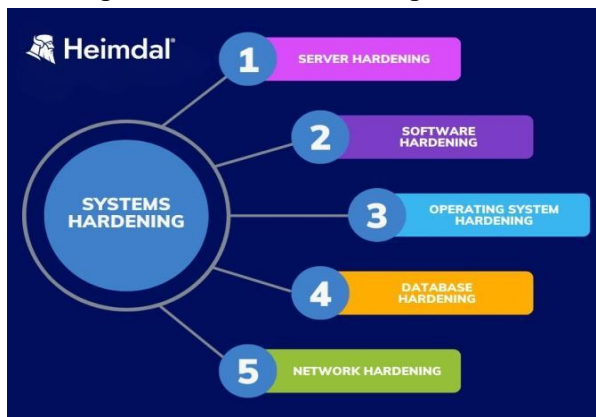 Heimdal®
1
SERVER HARDENING
2
SOFTWARE
HARDENING
SYSTEMS
HARDENING
3
OPERATING SYSTEM
HARDENING
4
DATABASE
HARDENING
5
NETWORK HARDENING